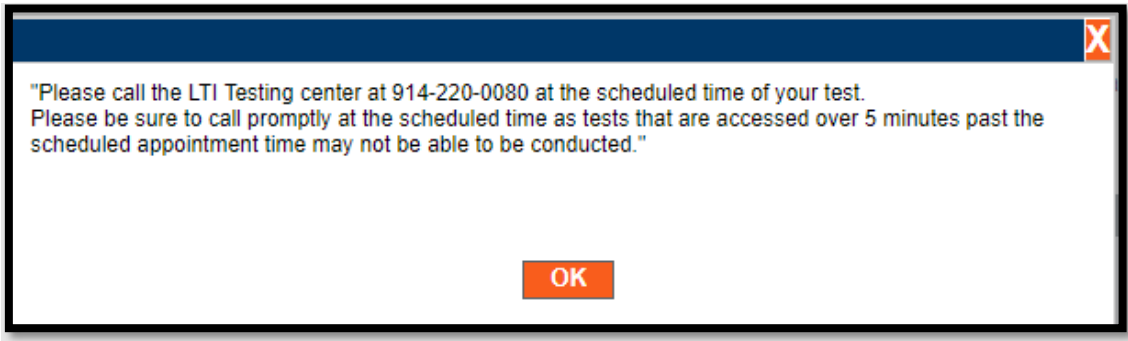 X
"Please call the LTI Testing center at 914-220-0080 at the scheduled time of your test.
Please be sure to call promptly at the scheduled time as tests that are accessed over 5 minutes past the
scheduled appointment time may not be able to be conducted."
OK